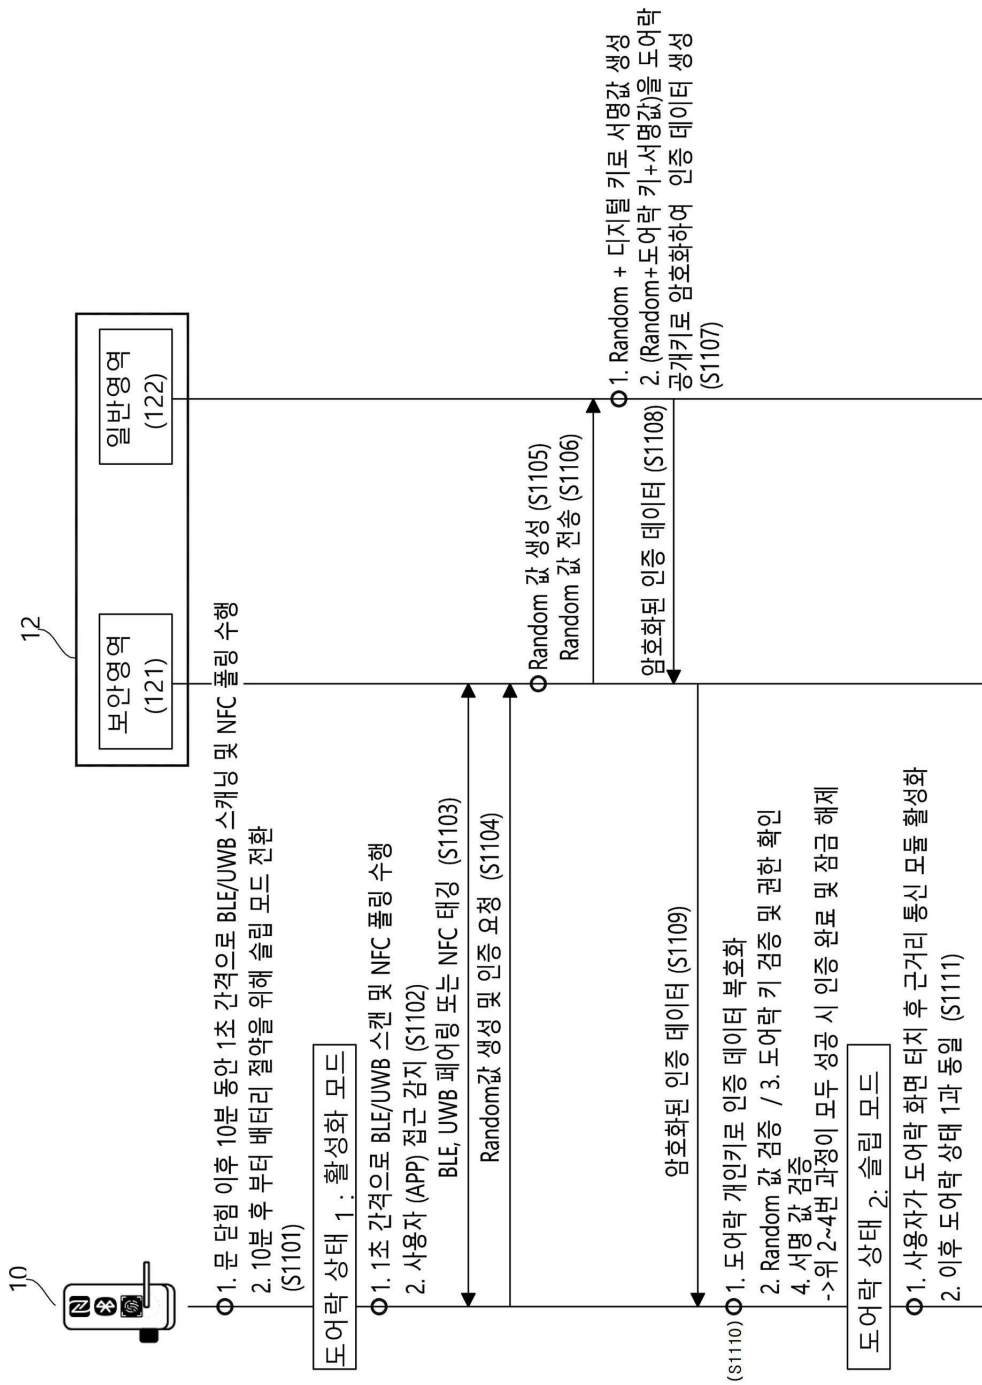 10
12
보안영역
(121)
일반영역
(122)
1. 문 닫힘 이후 10분 동안 1초 간격으로 BLE/UWB 스캐닝 및 NFC 폴링 수행
2. 10분 후 부터 배터리 절약을 위해 슬립 모드 전환
(S1101)
도어락 상태 1 : 활성화 모드
1. 1초 간격으로 BLE/UWB 스캔 및 NFC 폴링 수행
2. 사용자 (APP) 접근 감지 (S1102)
BLE, UWB 페어링 또는 NFC 태깅 (S1103)
Random값 생성 및 인증 요청 (S1104)
Random 값 생성 (S1105)
Random 값 전송 (S1106)
1. Random + 디지털 키로 서명값 생성
2. (Random+도어락 키+서명값)을 도어락
공개키로 암호화하여 인증 데이터 생성
(S1107)
암호화된 인증 데이터 (S1108)
암호화된 인증 데이터 (S1109)
(S1110)
1. 도어락 개인키로 인증 데이터 복호화
2. Random 값 검증 / 3. 도어락 키 검증 및 권한 확인
4. 서명 값 검증
->위 2~4번 과정이 모두 성공 시 인증 완료 및 잠금 해제
도어락 상태 2: 슬립 모드
1. 사용자가 도어락 화면 터치 후 근거리 통신 모듈 활성화
2. 이후 도어락 상태 1과 동일 (S1111)